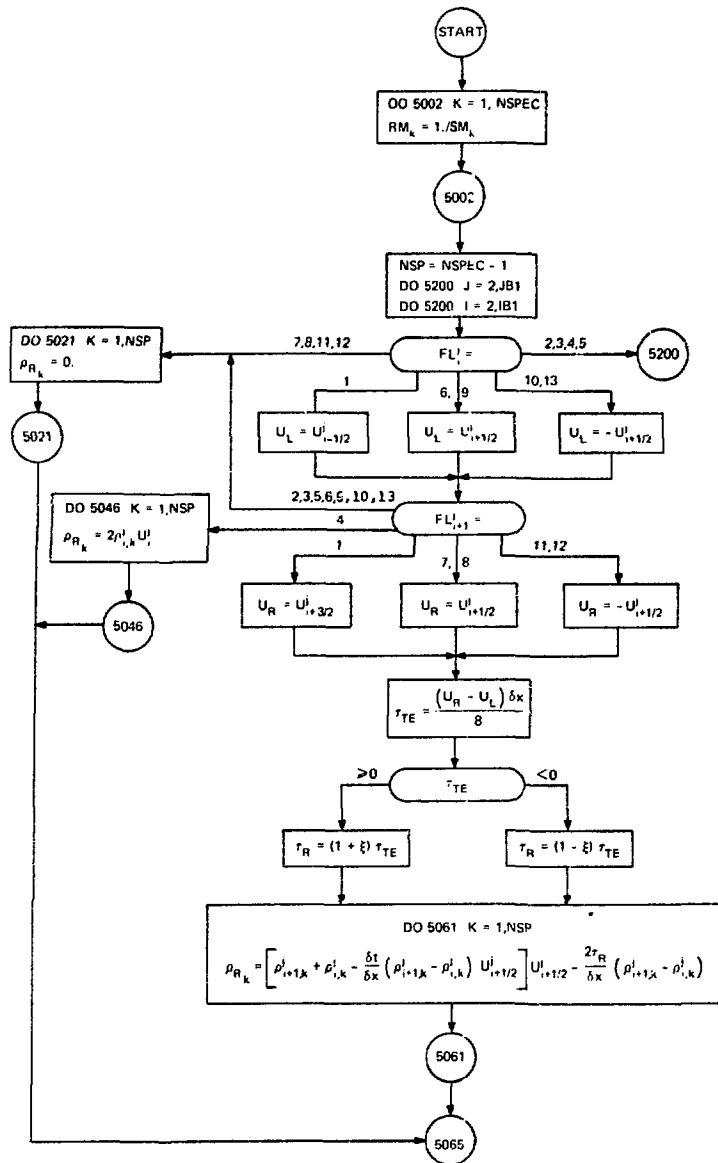 START
DO 5002 K = 1, NSPEC
RM_k = 1./SM_k
5002
NSP = NSPEC - 1
DO 5200 J = 2,JB1
DO 5200 I = 2,IB1
DO 5021 K = 1,NSP
ρ_R_k = 0.
7,8,11,12
FL^j_i =
2,3,4,5
5200
1
6, 9
10,13
5021
U_L = U^j_{i-1/2}
U_L = U^j_{i+1/2}
U_L = - U^j_{i+1/2}
2,3,5,6,9,10,13
DO 5046 K = 1,NSP
ρ_R_k = 2ρ^j_{i,k} U^j_i
4
FL^j_{i+1} =
1
7, 8
11,12
5046
U_R = U^j_{i+3/2}
U_R = U^j_{i+1/2}
U_R = - U^j_{i+1/2}
τ_TE = (U_R - U_L) δx / 8
≥0
τ_TE
<0
τ_R = (1 + ξ) τ_TE
τ_R = (1 - ξ) τ_TE
DO 5061 K = 1,NSP
ρ_R_k = [ρ^j_{i+1,k} + ρ^j_{i,k} - δt/δx (ρ^j_{i+1,k} - ρ^j_{i,k}) U^j_{i+1/2}] U^j_{i+1/2} - 2τ_R/δx (ρ^j_{i+1,k} - ρ^j_{i,k})
5061
5065